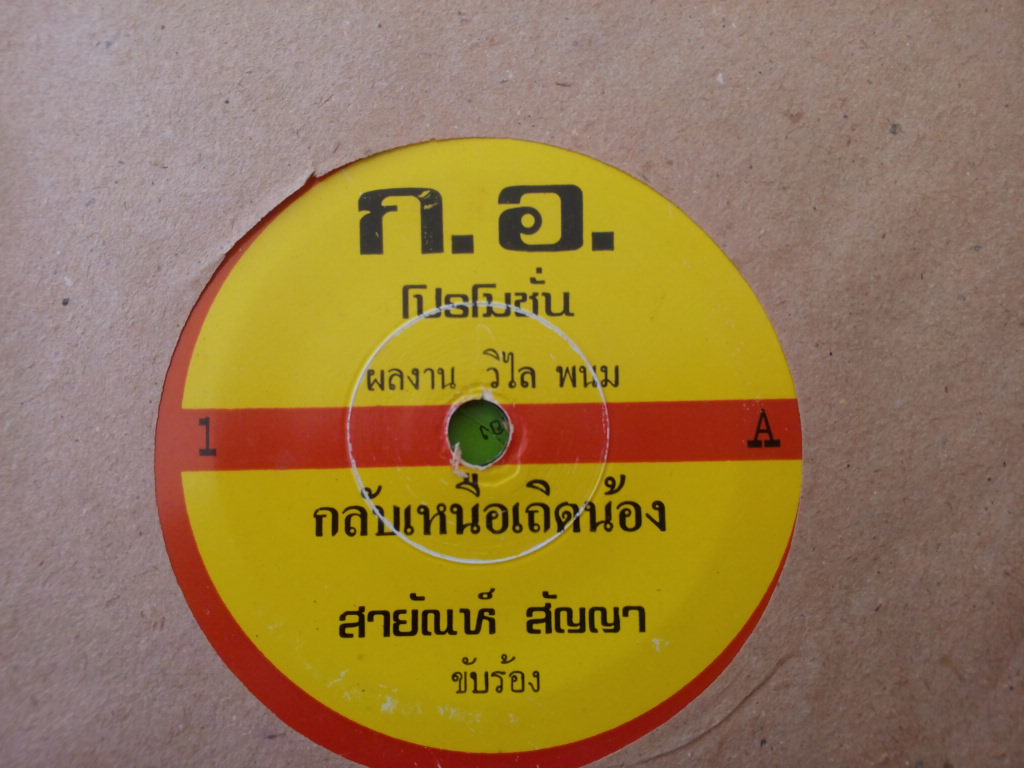 ก.อ.
โปรโมชั่น
ผลงาน วิไล พนม
1 A
กลับเหนือเถิดน้อง
สายัณห์ สัญญา
ขับร้อง